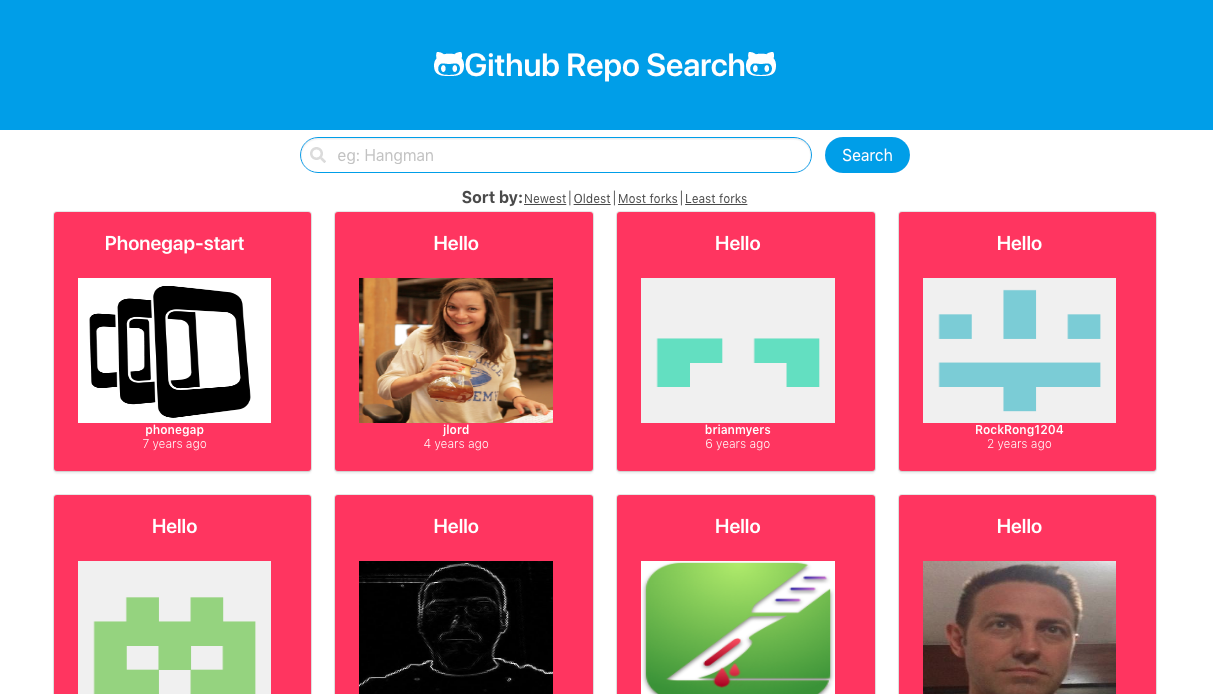 Github Repo Search
eg: Hangman
Search
Sort by: Newest | Oldest | Most forks | Least forks
Phonegap-start
phonegap
7 years ago
Hello
jlord
4 years ago
Hello
brianmyers
6 years ago
Hello
RockRong1204
2 years ago
Hello
Hello
Hello
Hello